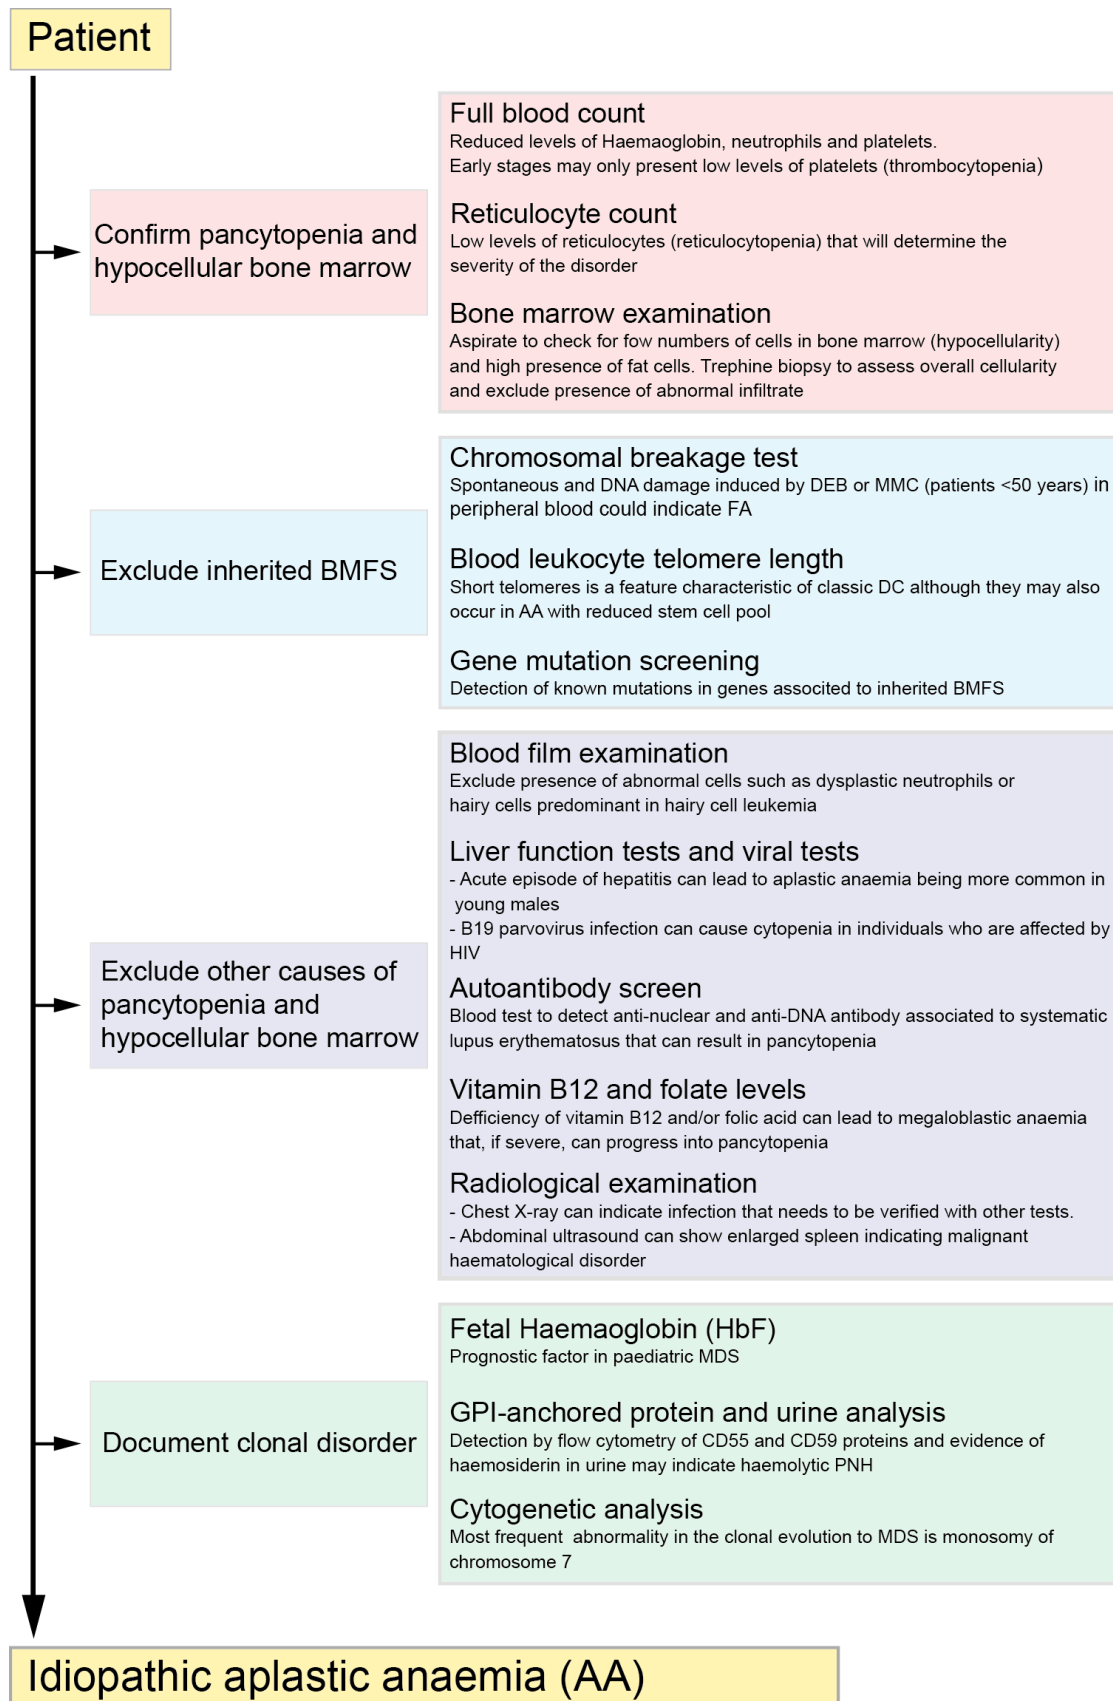 Patient
Full blood count
Reduced levels of Haemaoglobin, neutrophils and platelets.
Early stages may only present low levels of platelets (thrombocytopenia)
Confirm pancytopenia and
hypocellular bone marrow
Reticulocyte count
Low levels of reticulocytes (reticulocytopenia) that will determine the
severity of the disorder
Bone marrow examination
Aspirate to check for fow numbers of cells in bone marrow (hypocellularity)
and high presence of fat cells. Trephine biopsy to assess overall cellularity
and exclude presence of abnormal infiltrate
Exclude inherited BMFS
Chromosomal breakage test
Spontaneous and DNA damage induced by DEB or MMC (patients <50 years) in
peripheral blood could indicate FA
Blood leukocyte telomere length
Short telomeres is a feature characteristic of classic DC although they may also
occur in AA with reduced stem cell pool
Gene mutation screening
Detection of known mutations in genes associted to inherited BMFS
Exclude other causes of
pancytopenia and
hypocellular bone marrow
Blood film examination
Exclude presence of abnormal cells such as dysplastic neutrophils or
hairy cells predominant in hairy cell leukemia
Liver function tests and viral tests
- Acute episode of hepatitis can lead to aplastic anaemia being more common in
young males
- B19 parvovirus infection can cause cytopenia in individuals who are affected by
HIV
Autoantibody screen
Blood test to detect anti-nuclear and anti-DNA antibody associated to systematic
lupus erythematosus that can result in pancytopenia
Vitamin B12 and folate levels
Defficiency of vitamin B12 and/or folic acid can lead to megaloblastic anaemia
that, if severe, can progress into pancytopenia
Radiological examination
- Chest X-ray can indicate infection that needs to be verified with other tests.
- Abdominal ultrasound can show enlarged spleen indicating malignant
haematological disorder
Document clonal disorder
Fetal Haemaoglobin (HbF)
Prognostic factor in paediatric MDS
GPI-anchored protein and urine analysis
Detection by flow cytometry of CD55 and CD59 proteins and evidence of
haemosiderin in urine may indicate haemolytic PNH
Cytogenetic analysis
Most frequent abnormality in the clonal evolution to MDS is monosomy of
chromosome 7
Idiopathic aplastic anaemia (AA)